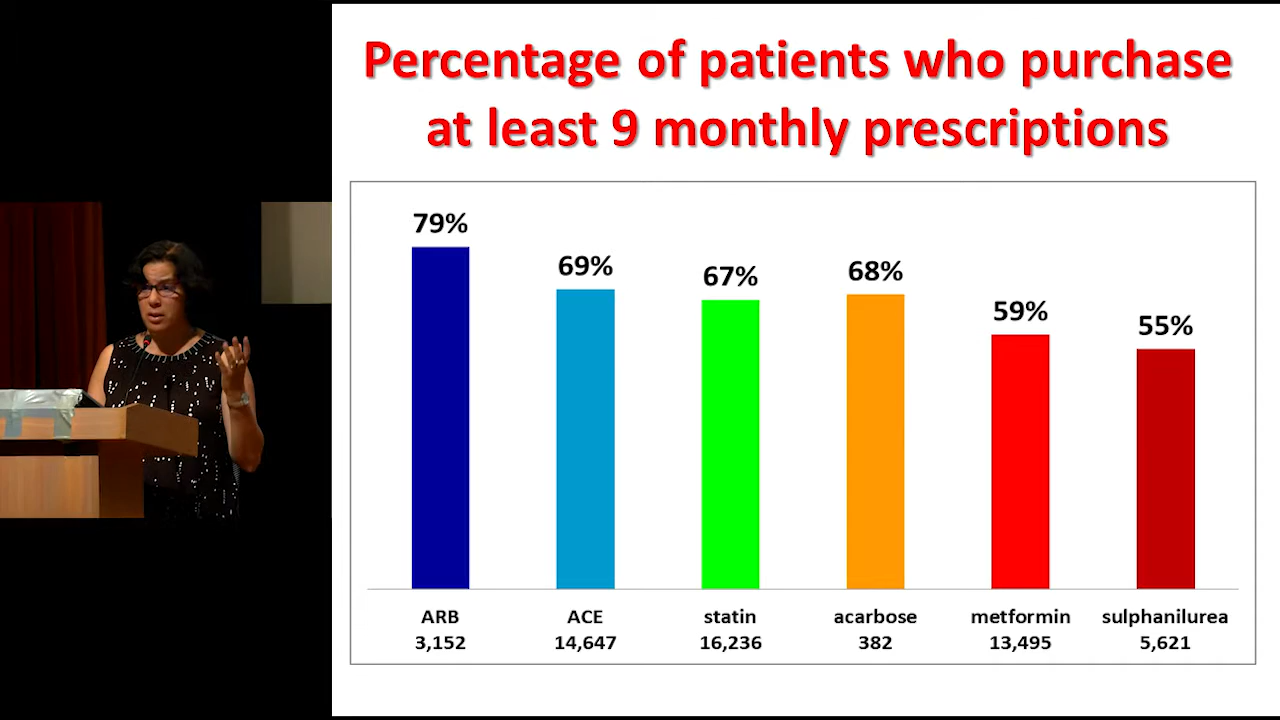 Percentage of patients who purchase
at least 9 monthly prescriptions
79%
69%
67%
68%
59%
55%
ARB
3,152
ACE
14,647
statin
16,236
acarbose
382
metformin
13,495
sulphanilurea
5,621